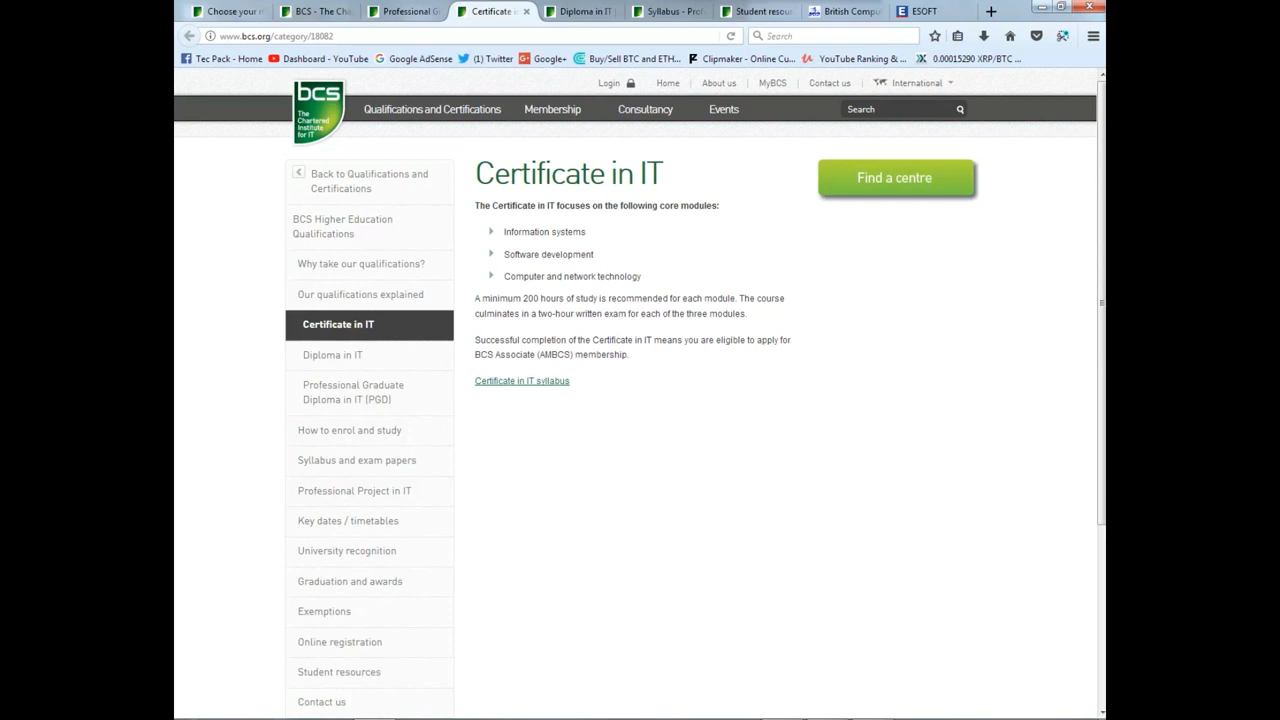 Choose your n
BCS - The Cha
Professional G
Certificate in
Diploma in IT
Syllabus - Prof
Student resou
British Compu
ESOFT
www.bcs.org/category/18082
Search
Tec Pack - Home
Dashboard - YouTube
Google AdSense
(1) Twitter
Google+
Buy/Sell BTC and ETH...
Clipmaker - Online Cu...
YouTube Ranking & ...
0.00015290 XRP/BTC
Login
Home
About us
MyBCS
Contact us
International
bcs
The
Chartered
Institute
for IT
Qualifications and Certifications
Membership
Consultancy
Events
Search
Back to Qualifications and
Certifications
BCS Higher Education
Qualifications
Why take our qualifications?
Our qualifications explained
Certificate in IT
Diploma in IT
Professional Graduate
Diploma in IT (PGD)
How to enrol and study
Syllabus and exam papers
Professional Project in IT
Key dates / timetables
University recognition
Graduation and awards
Exemptions
Online registration
Student resources
Contact us
Certificate in IT
The Certificate in IT focuses on the following core modules:
Information systems
Software development
Computer and network technology
A minimum 200 hours of study is recommended for each module. The course
culminates in a two-hour written exam for each of the three modules.
Successful completion of the Certificate in IT means you are eligible to apply for
BCS Associate (AMBCS) membership.
Certificate in IT syllabus
Find a centre